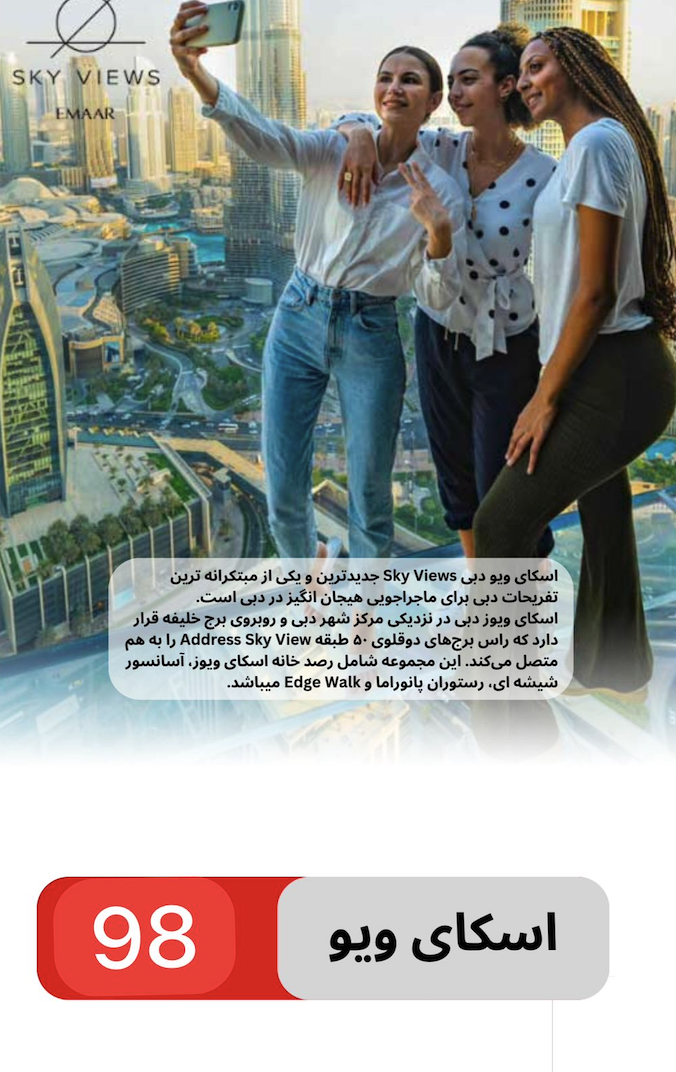 SKY VIEWS
EMAAR
اسکای ویو دبی Sky Views جدیدترین و یکی از مبتکرانه ترین
تفریحات دبی برای ماجراجویی هیجان انگیز در دبی است.
اسکای ویوز دبی در نزدیکی مرکز شهر دبی و روبروی برج خلیفه قرار
دارد که راس برج‌های دوقلوی ۵۰ طبقه Address Sky View را به هم
متصل می‌کند. این مجموعه شامل رصد خانه اسکای ویوز، آسانسور
شیشه ای، رستوران پانوراما و Edge Walk میباشد.
اسکای ویو
98